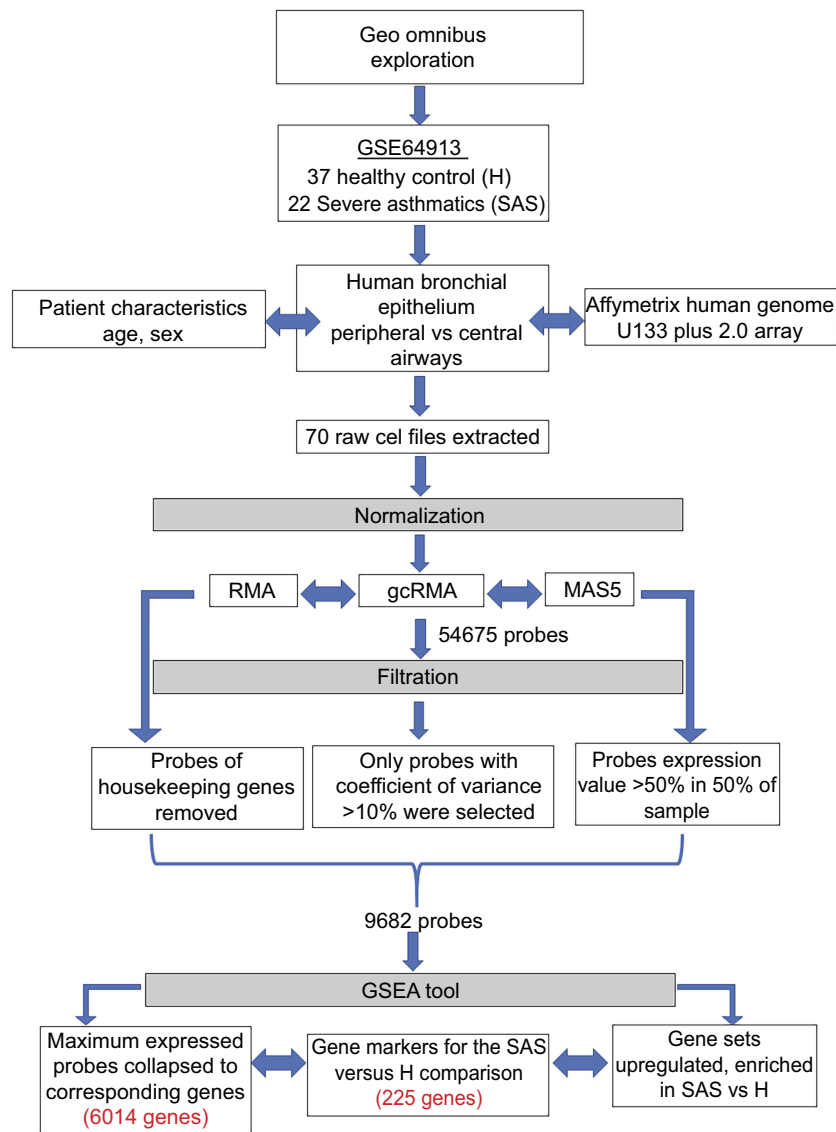 Geo omnibus
exploration
GSE64913
37 healthy control (H)
22 Severe asthmatics (SAS)
Patient characteristics
age, sex
Human bronchial
epithelium
peripheral vs central
airways
Affymetrix human genome
U133 plus 2.0 array
70 raw cel files extracted
Normalization
RMA
gcRMA
MAS5
54675 probes
Filtration
Probes of
housekeeping genes
removed
Only probes with
coefficient of variance
>10% were selected
Probes expression
value >50% in 50% of
sample
9682 probes
GSEA tool
Maximum expressed
probes collapsed to
corresponding genes
(6014 genes)
Gene markers for the SAS
versus H comparison
(225 genes)
Gene sets
upregulated, enriched
in SAS vs H